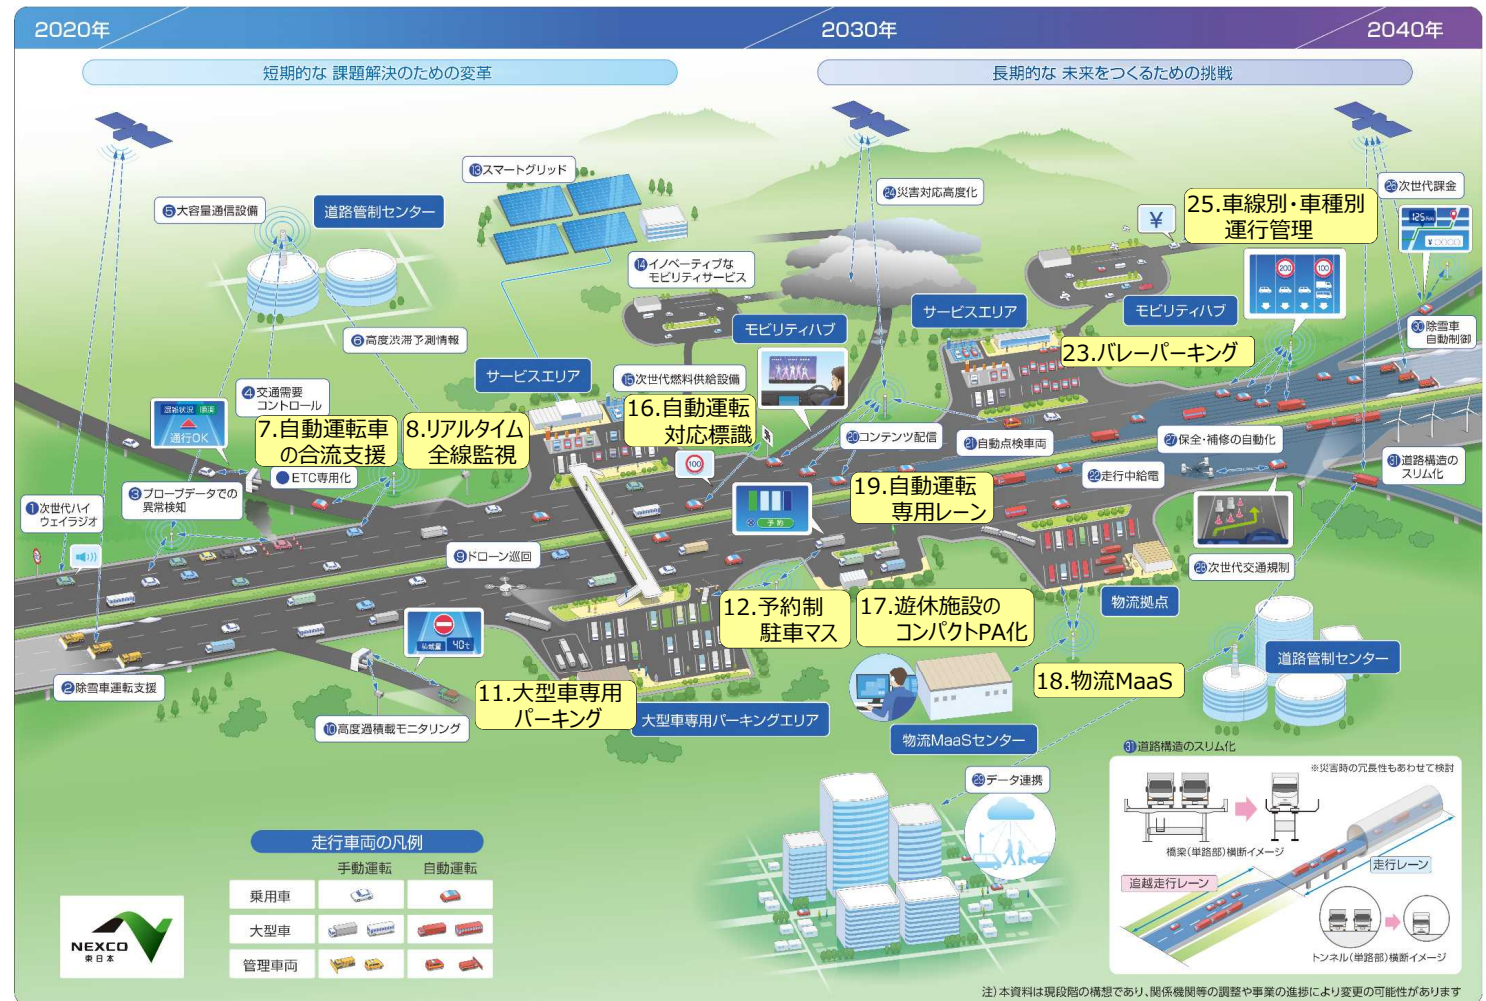 2020年
2030年
2040年
短期的な 課題解決のための変革
長期的な 未来をつくるための挑戦
⑬スマートグリッド
⑤大容量通信設備
道路管制センター
㉔災害対応高度化
㉖次世代課金
125
¥
25.車線別・車種別
運行管理
200
100
⑭イノベーティブな
モビリティサービス
モビリティハブ
サービスエリア
モビリティハブ
㉚除雪車
自動制御
⑥高度渋滞予測情報
23.バレーパーキング
サービスエリア
⑮次世代燃料供給設備
④交通需要
コントロール
通行OK
7.自動運転車
の合流支援
8.リアルタイム
全線監視
16.自動運転
対応標識
100
⑳コンテンツ配信
㉑自動点検車両
㉗保全・補修の自動化
㉛道路構造の
スリム化
●ETC専用化
㉒走行中給電
③プローブデータでの
異常検知
①次世代ハイ
ウェイラジオ
19.自動運転
専用レーン
予約
⑨ドローン巡回
㉘次世代交通規制
12.予約制
駐車マス
17.遊休施設の
コンパクトPA化
物流拠点
40t
道路管制センター
②除雪車運転支援
18.物流MaaS
11.大型車専用
パーキング
大型車専用パーキングエリア
⑩高度過積載モニタリング
物流MaaSセンター
㉙データ連携
㉛道路構造のスリム化
※災害時の冗長性もあわせて検討
橋梁(単路部)横断イメージ
走行レーン
追越走行レーン
トンネル(単路部)横断イメージ
走行車両の凡例
手動運転
自動運転
乗用車
大型車
管理車両
NEXCO
東日本
注)本資料は現段階の構想であり、関係機関等の調整や事業の進捗により変更の可能性があります